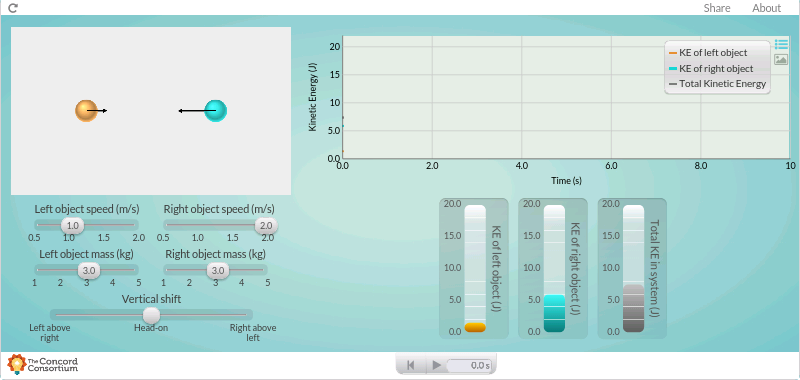 Share About
KE of left object
KE of right object
Total Kinetic Energy
Kinetic Energy (J)
20
15
10
5.0
0.0
0.0 2.0 4.0 6.0 8.0 10
Time (s)
Left object speed (m/s) Right object speed (m/s)
1.0 2.0
0.5 1.0 1.5 2.0 0.5 1.0 1.5 2.0
Left object mass (kg) Right object mass (kg)
3.0 3.0
1 2 3 4 5 1 2 3 4 5
Vertical shift
Left above right Head-on Right above left
20.0 20.0 20.0
15.0 15.0 15.0
10.0 10.0 10.0
5.0 5.0 5.0
0.0 0.0 0.0
KE of left object (J)
KE of right object (J)
Total KE in system (J)
The Concord
Consortium
0.0 s